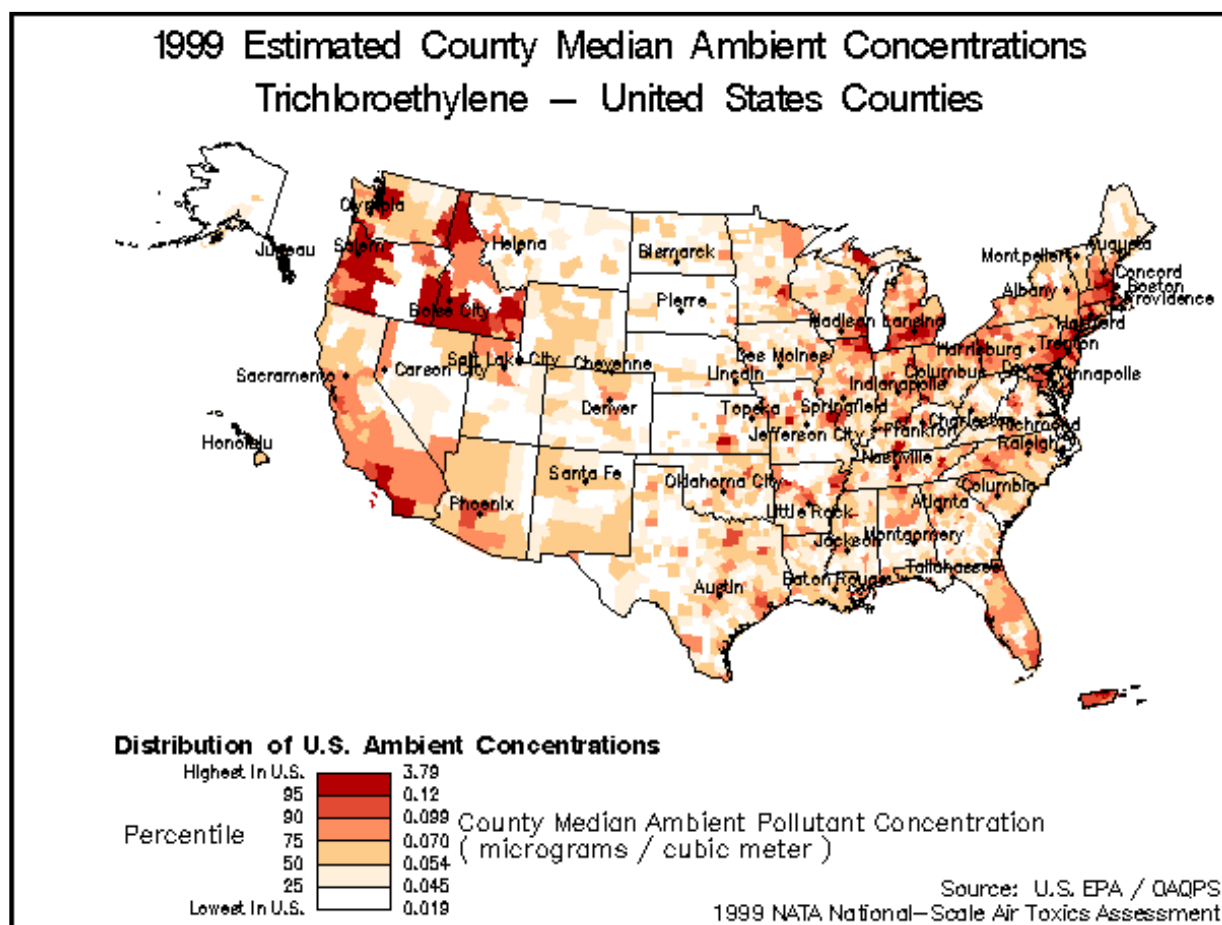 1999 Estimated County Median Ambient Concentrations
Trichloroethylene — United States Counties
Olympia
Salem
Juneau
Helena
Bismarck
Boise City
Pierre
Montpelier
Augusta
Concord
Boston
Albany
Providence
Hartford
Madison
Lansing
Harrisburg
Trenton
Dover
Annapolis
Sacramento
Carson City
Salt Lake City
Cheyenne
Des Moines
Lincoln
Indianapolis
Columbus
Denver
Topeka
Springfield
Jefferson City
Frankfort
Charleston
Richmond
Raleigh
Honolulu
Nashville
Santa Fe
Oklahoma City
Phoenix
Little Rock
Columbia
Atlanta
Jackson
Montgomery
Tallahassee
Austin
Baton Rouge
Distribution of U.S. Ambient Concentrations
Highest In U.S. 3.79
95 0.12
90 0.099
75 0.070
50 0.054
25 0.045
Lowest In U.S. 0.019
Percentile
County Median Ambient Pollutant Concentration
( micrograms / cubic meter )
Source: U.S. EPA / OAQPS
1999 NATA National—Scale Air Toxics Assessment